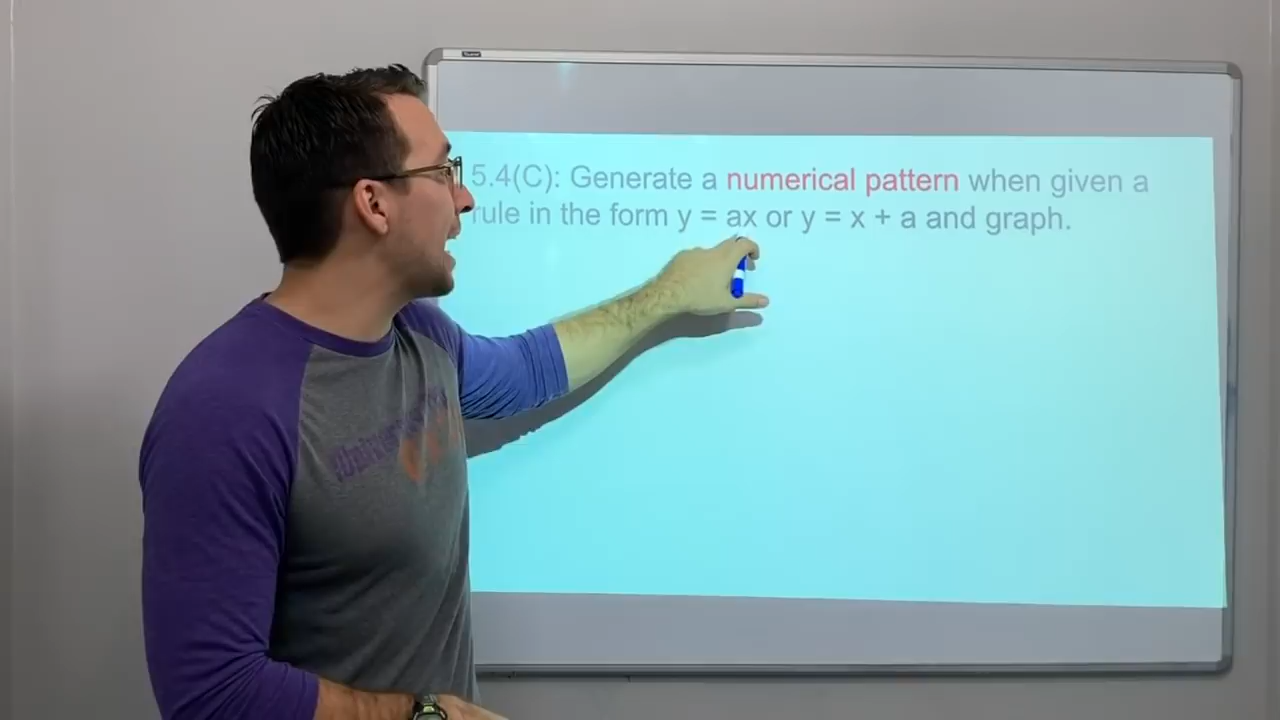 5.4(C): Generate a numerical pattern when given a
rule in the form y = ax or y = x + a and graph.